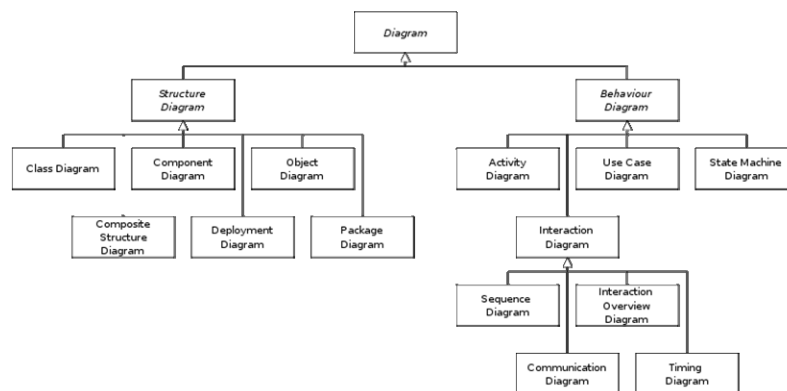 Diagram
Structure
Diagram
Behaviour
Diagram
Class Diagram
Component
Diagram
Object
Diagram
Activity
Diagram
Use Case
Diagram
State Machine
Diagram
Composite
Structure
Diagram
Deployment
Diagram
Package
Diagram
Interaction
Diagram
Sequence
Diagram
Interaction
Overview
Diagram
Communication
Diagram
Timing
Diagram